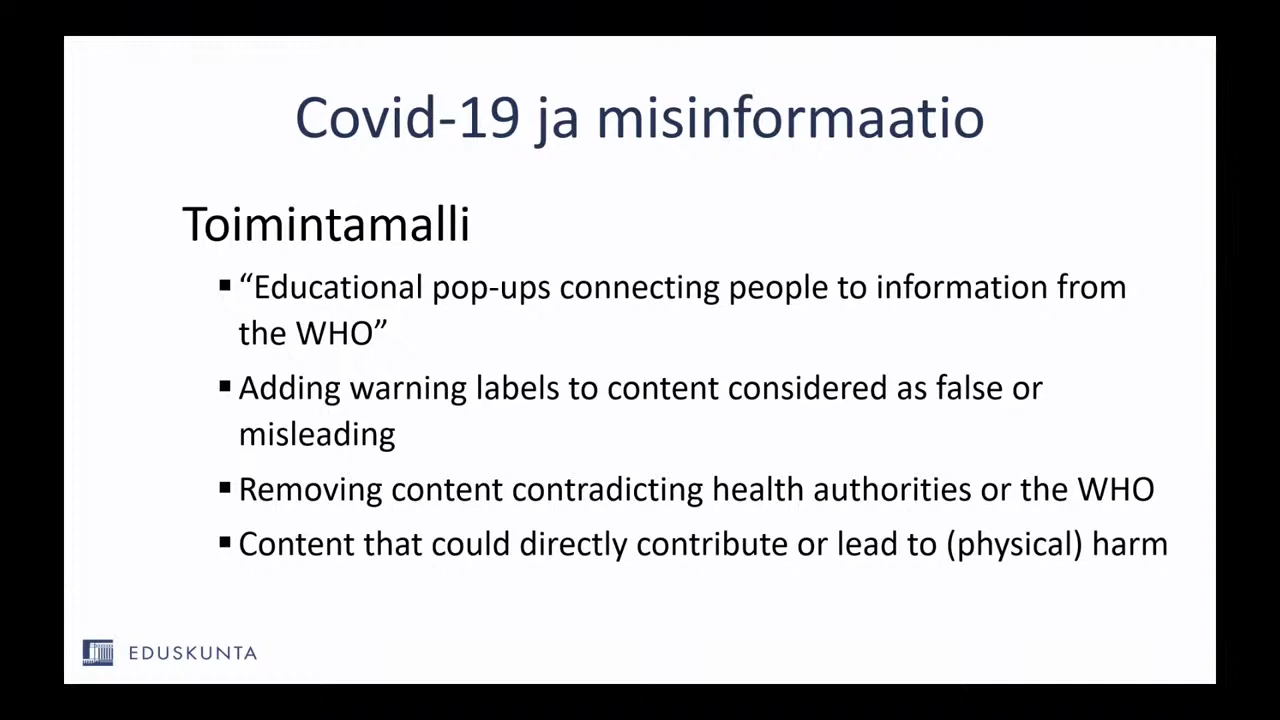 Covid-19 ja misinformaatio
Toimintamalli
▪ “Educational pop-ups connecting people to information from
the WHO”
▪ Adding warning labels to content considered as false or
misleading
▪ Removing content contradicting health authorities or the WHO
▪ Content that could directly contribute or lead to (physical) harm
EDUSKUNTA